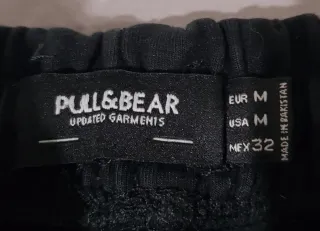 PULL&BEAR
UPDATED GARMENTS
EUR M
USA M
MEX 32
MADE IN PAKISTAN